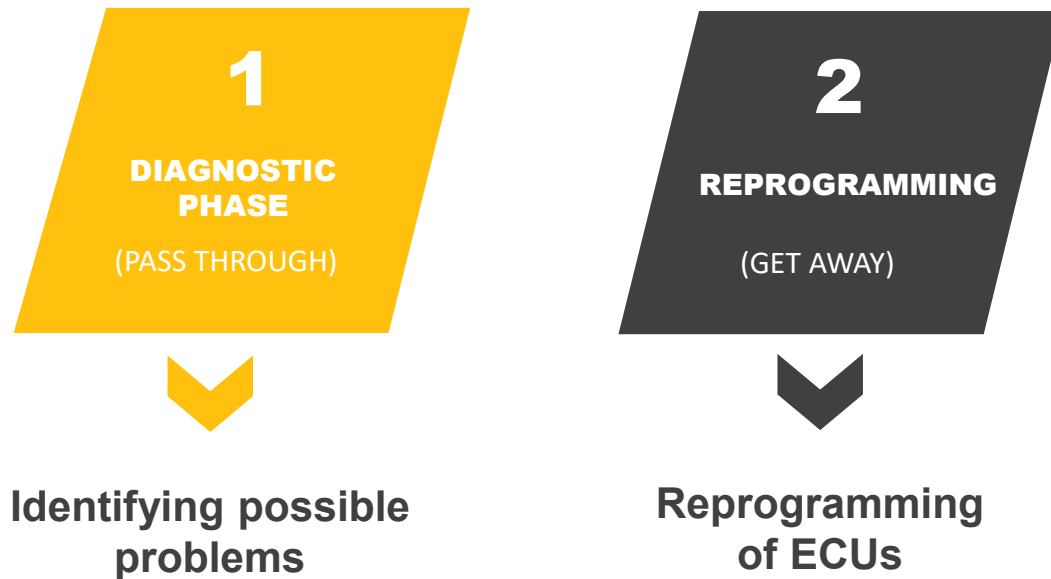 1
DIAGNOSTIC
PHASE
(PASS THROUGH)
Identifying possible
problems
2
REPROGRAMMING
(GET AWAY)
Reprogramming
of ECUs